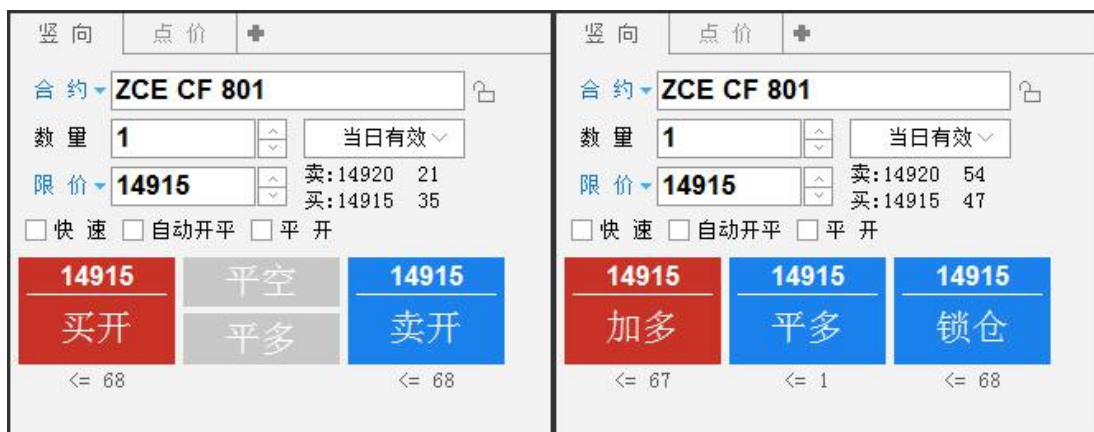 竖 向 点 价
合 约 ZCE CF 801
数 量 1 当日有效
限 价 14915 卖:14920 21
买:14915 35
快 速 自动开平 平 开
14915 平空 14915
买开 平多 卖开
<= 68 <= 68
竖 向 点 价
合 约 ZCE CF 801
数 量 1 当日有效
限 价 14915 卖:14920 54
买:14915 47
快 速 自动开平 平 开
14915 14915 14915
加多 平多 锁仓
<= 67 <= 1 <= 68